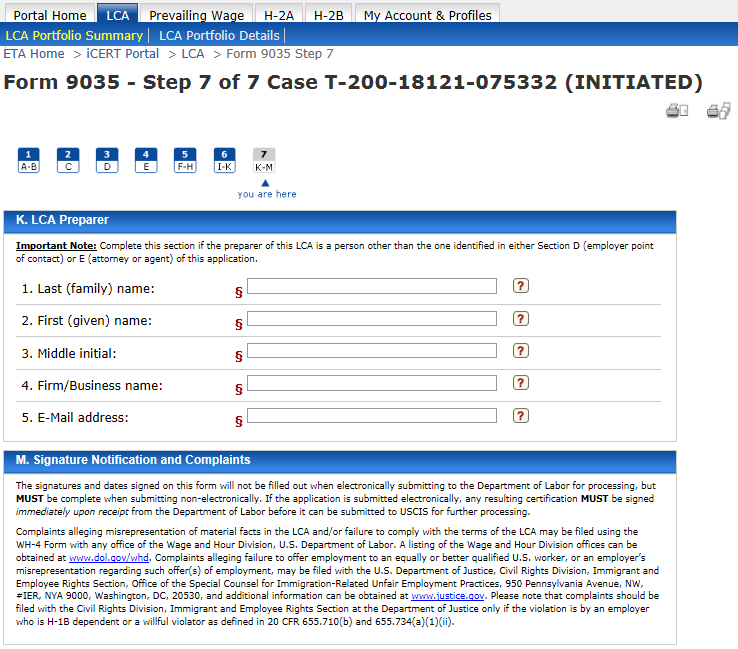 Portal Home LCA Prevailing Wage H-2A H-2B My Account & Profiles
LCA Portfolio Summary | LCA Portfolio Details |
ETA Home > iCERT Portal > LCA > Form 9035 Step 7
Form 9035 - Step 7 of 7 Case T-200-18121-075332 (INITIATED)
1 2 3 4 5 6 7
A-B C D E F-H I-K K-M
you are here
K. LCA Preparer
Important Note: Complete this section if the preparer of this LCA is a person other than the one identified in either Section D (employer point
of contact) or E (attorney or agent) of this application.
1. Last (family) name: § ?
2. First (given) name: § ?
3. Middle initial: § ?
4. Firm/Business name: § ?
5. E-Mail address: § ?
M. Signature Notification and Complaints
The signatures and dates signed on this form will not be filled out when electronically submitting to the Department of Labor for processing, but
MUST be complete when submitting non-electronically. If the application is submitted electronically, any resulting certification MUST be signed
immediately upon receipt from the Department of Labor before it can be submitted to USCIS for further processing.
Complaints alleging misrepresentation of material facts in the LCA and/or failure to comply with the terms of the LCA may be filed using the
WH-4 Form with any office of the Wage and Hour Division, U.S. Department of Labor. A listing of the Wage and Hour Division offices can be
obtained at www.dol.gov/whd. Complaints alleging failure to offer employment to an equally or better qualified U.S. worker, or an employer's
misrepresentation regarding such offer(s) of employment, may be filed with the U.S. Department of Justice, Civil Rights Division, Immigrant and
Employee Rights Section, Office of the Special Counsel for Immigration-Related Unfair Employment Practices, 950 Pennsylvania Avenue, NW,
#IER, NYA 9000, Washington, DC, 20530, and additional information can be obtained at www.justice.gov. Please note that complaints should be
filed with the Civil Rights Division, Immigrant and Employee Rights Section at the Department of Justice only if the violation is by an employer
who is H-1B dependent or a willful violator as defined in 20 CFR 655.710(b) and 655.734(a)(1)(ii).